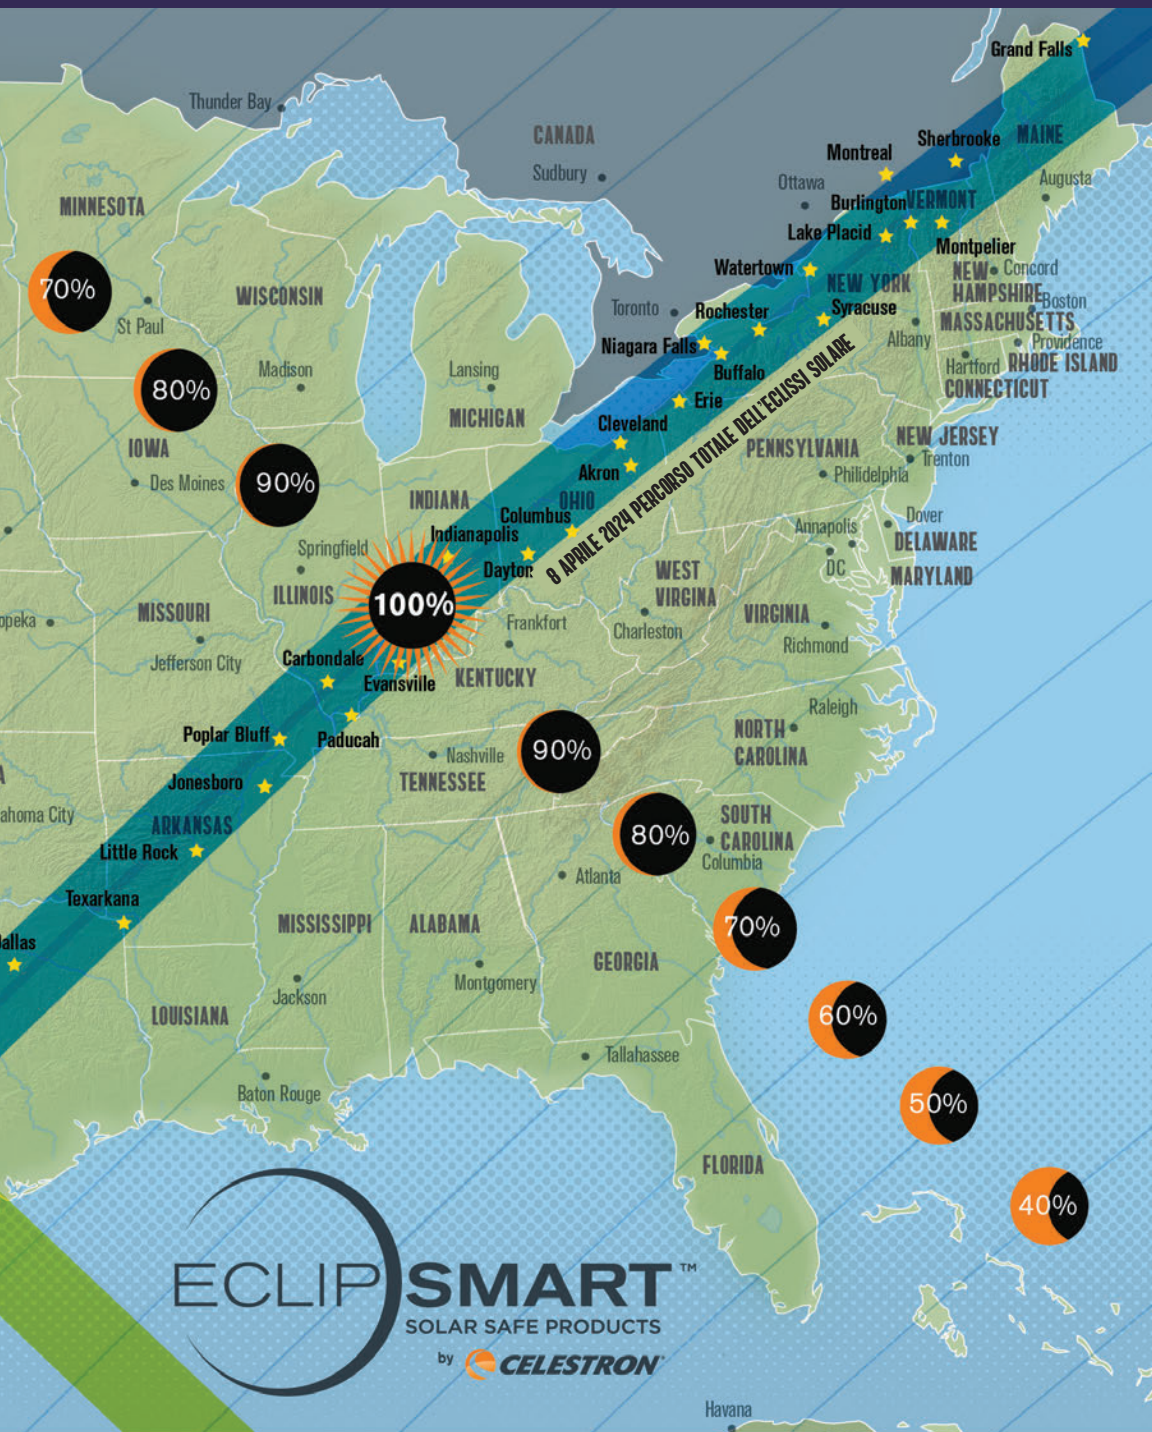 Grand Falls
Thunder Bay
CANADA
Sudbury
Sherbrooke
MAINE
Montreal
Ottawa
Augusta
MINNESOTA
Burlington
VERMONT
Lake Placid
Montpelier
Watertown
NEW
HAMPSHIRE
Concord
70%
WISCONSIN
NEW YORK
Boston
St Paul
Toronto
Rochester
Syracuse
MASSACHUSETTS
Niagara Falls
Albany
Providence
Madison
Lansing
Buffalo
Hartford
RHODE ISLAND
80%
CONNECTICUT
Erie
MICHIGAN
Cleveland
8 APRILE 2024 PERCORSO TOTALE DELL'ECLISSI SOLARE
IOWA
PENNSYLVANIA
NEW JERSEY
Trenton
Akron
Philidelphia
Des Moines
90%
INDIANA
OHIO
Columbus
Dover
Annapolis
Indianapolis
DELAWARE
Springfield
Dayton
DC
MARYLAND
WEST
VIRGINA
ILLINOIS
100%
MISSOURI
VIRGINIA
opeka
Frankfort
Charleston
Richmond
Jefferson City
Carbondale
Evansville
KENTUCKY
Raleigh
Poplar Bluff
Paducah
NORTH
CAROLINA
Nashville
90%
TENNESSEE
Jonesboro
ahoma City
ARKANSAS
SOUTH
CAROLINA
80%
Little Rock
Columbia
Atlanta
Texarkana
MISSISSIPPI
ALABAMA
70%
allas
GEORGIA
Montgomery
Jackson
LOUISIANA
60%
Tallahassee
Baton Rouge
50%
FLORIDA
40%
ECLIPSMART™
SOLAR SAFE PRODUCTS
by CELESTRON®
Havana